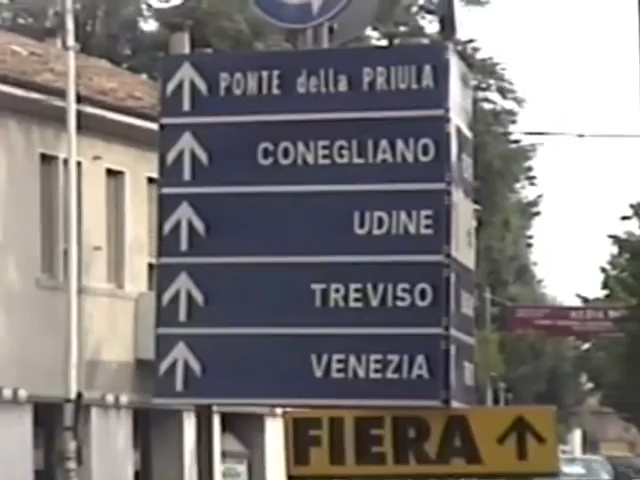 PONTE della PRIULA
CONEGLIANO
UDINE
TREVISO
VENEZIA
FIERA